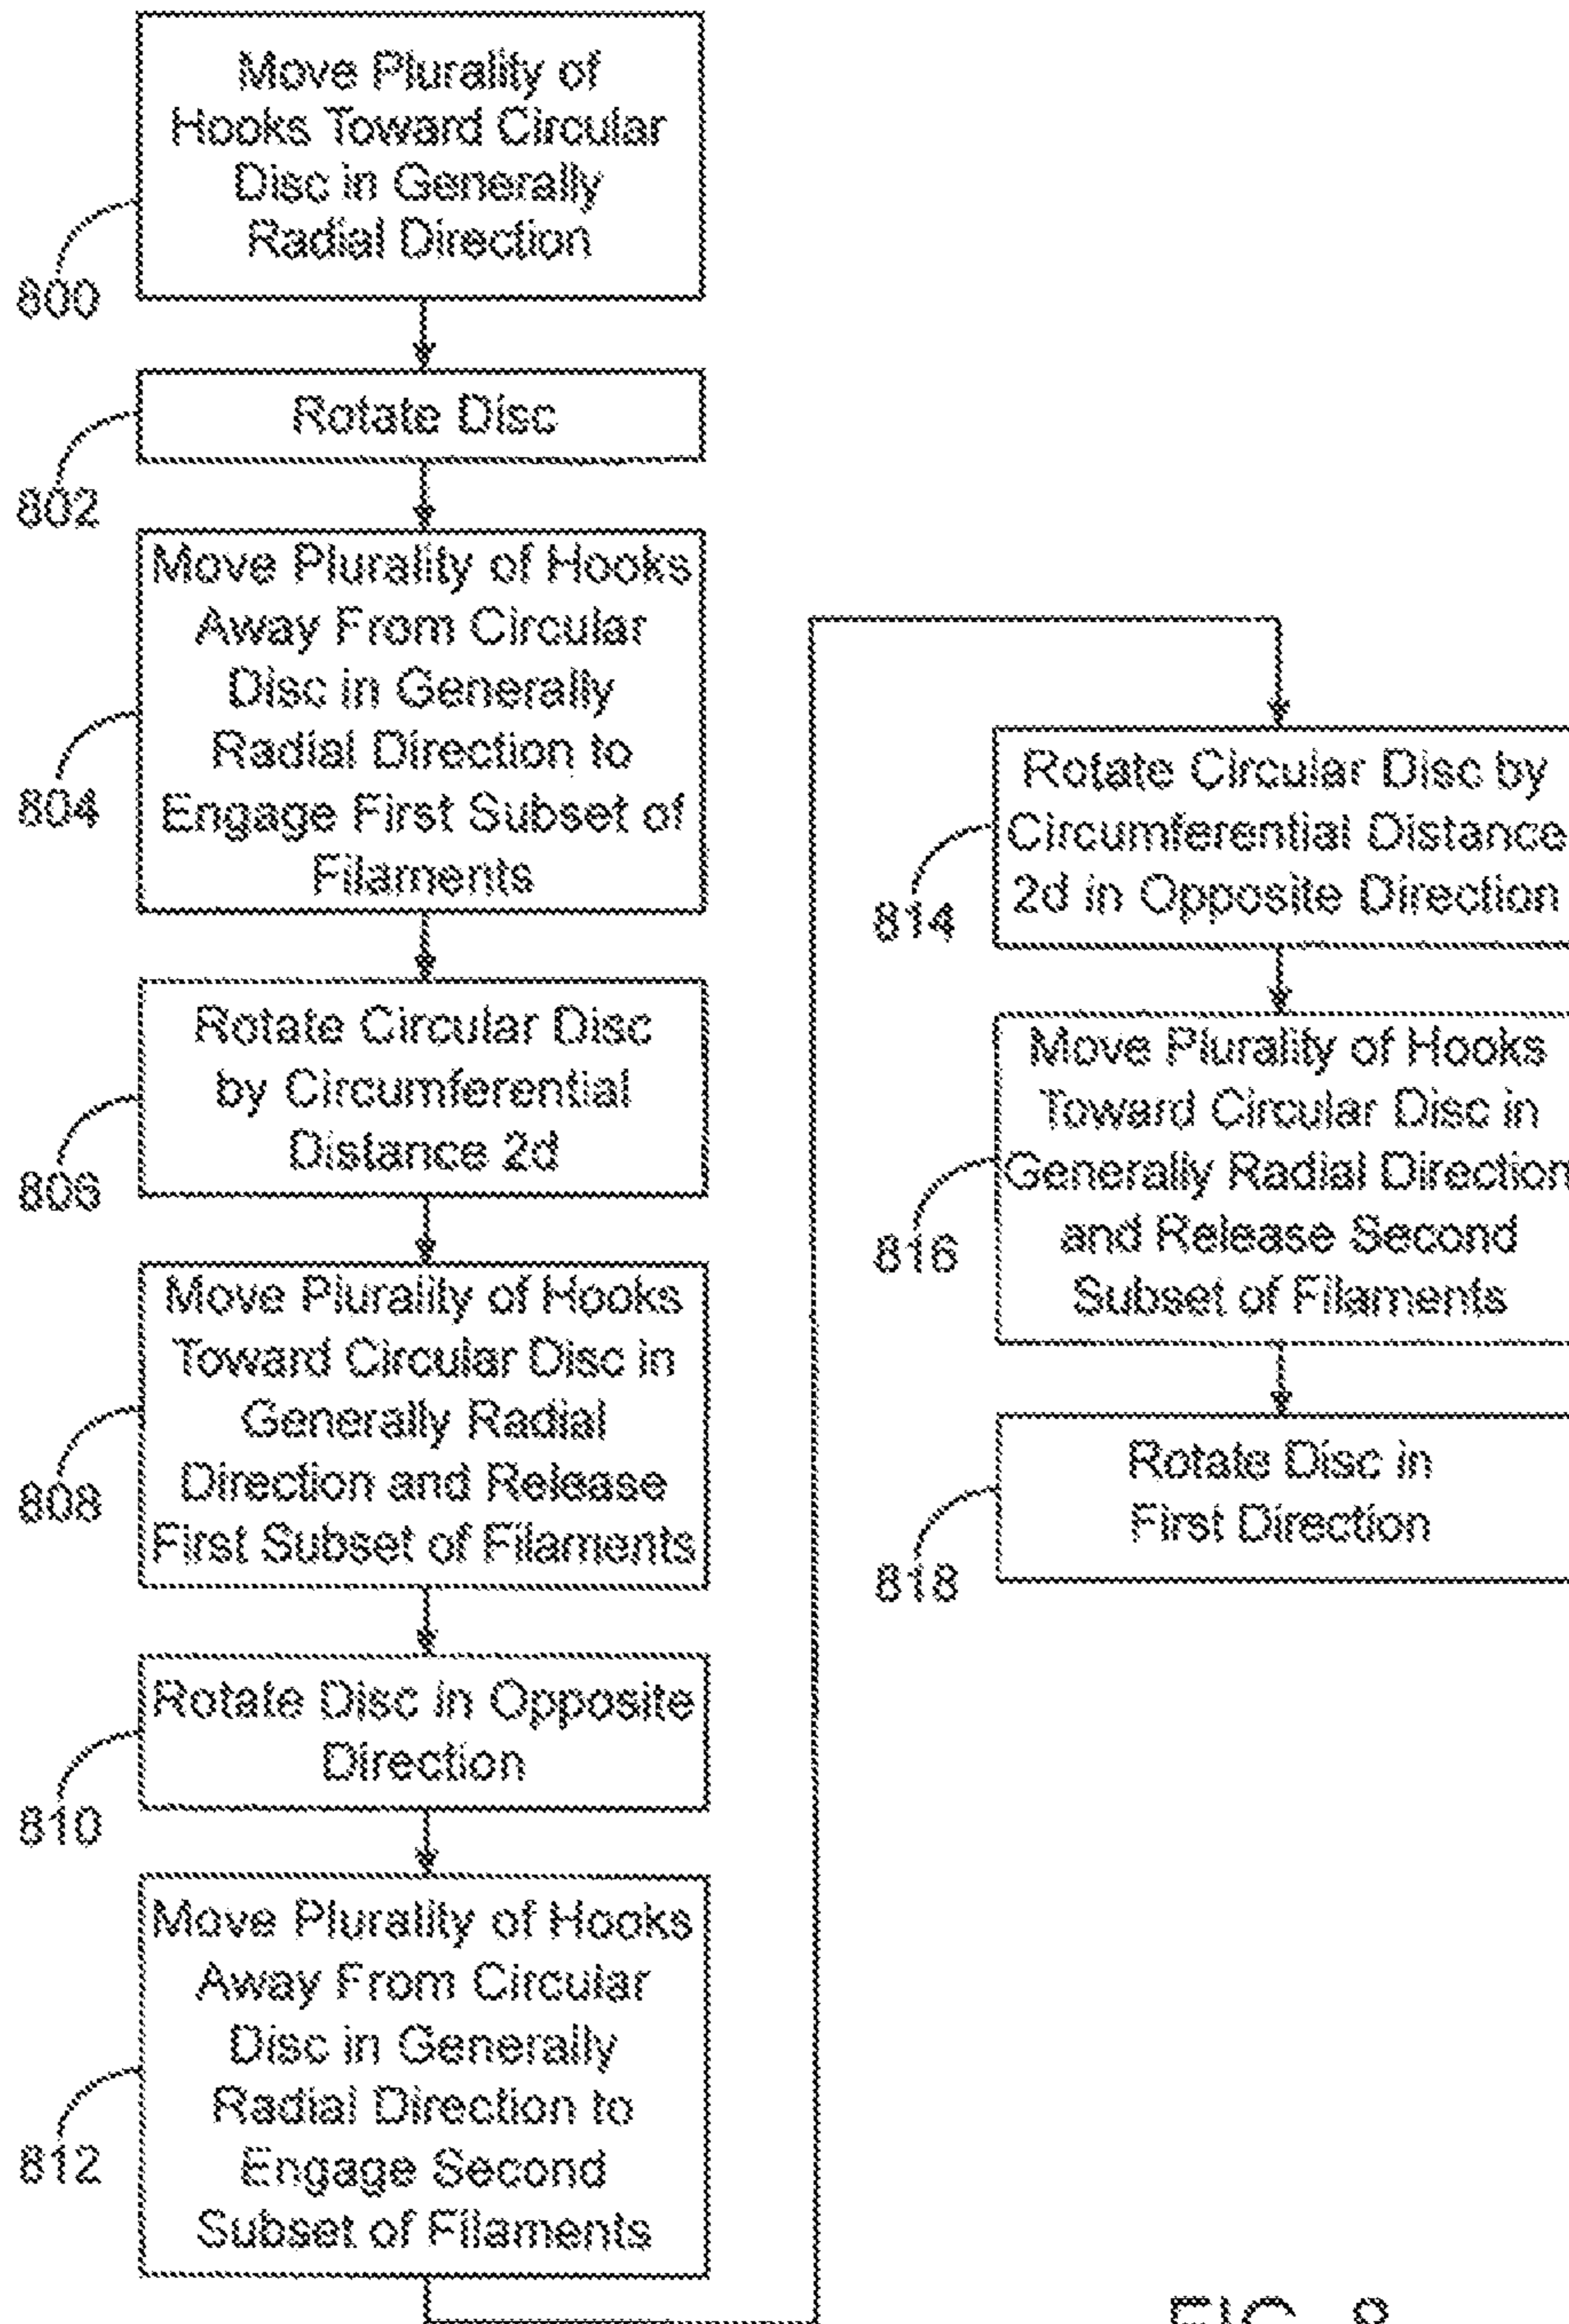 Move Plurality of
Hooks Toward Circular
Disc in Generally
Radial Direction
800
Rotate Disc
802
Move Plurality of Hooks
Away From Circular
Disc in Generally
Radial Direction to
Engage First Subset of
Filaments
804
Rotate Circular Disc
by Circumferential
Distance 2d
806
Move Plurality of Hooks
Toward Circular Disc in
Generally Radial
Direction and Release
First Subset of Filaments
808
Rotate Disc in Opposite
Direction
810
Move Plurality of Hooks
Away From Circular
Disc in Generally
Radial Direction to
Engage Second
Subset of Filaments
812
Rotate Circular Disc by
Circumferential Distance
2d in Opposite Direction
814
Move Plurality of Hooks
Toward Circular Disc in
Generally Radial Direction
and Release Second
Subset of Filaments
816
Rotate Disc in
First Direction
818
FIG. 8